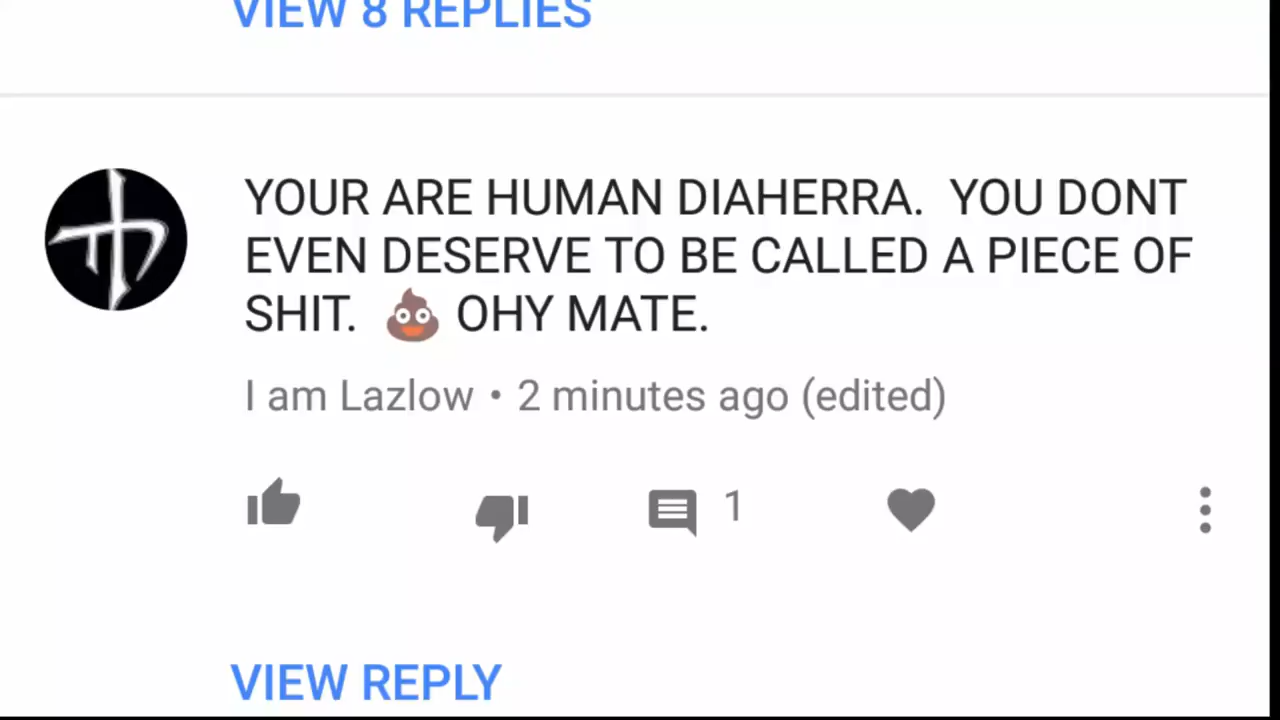 VIEW 8 REPLIES
YOUR ARE HUMAN DIAHERRA. YOU DONT
EVEN DESERVE TO BE CALLED A PIECE OF
SHIT. 💩 OHY MATE.
I am Lazlow • 2 minutes ago (edited)
1
VIEW REPLY